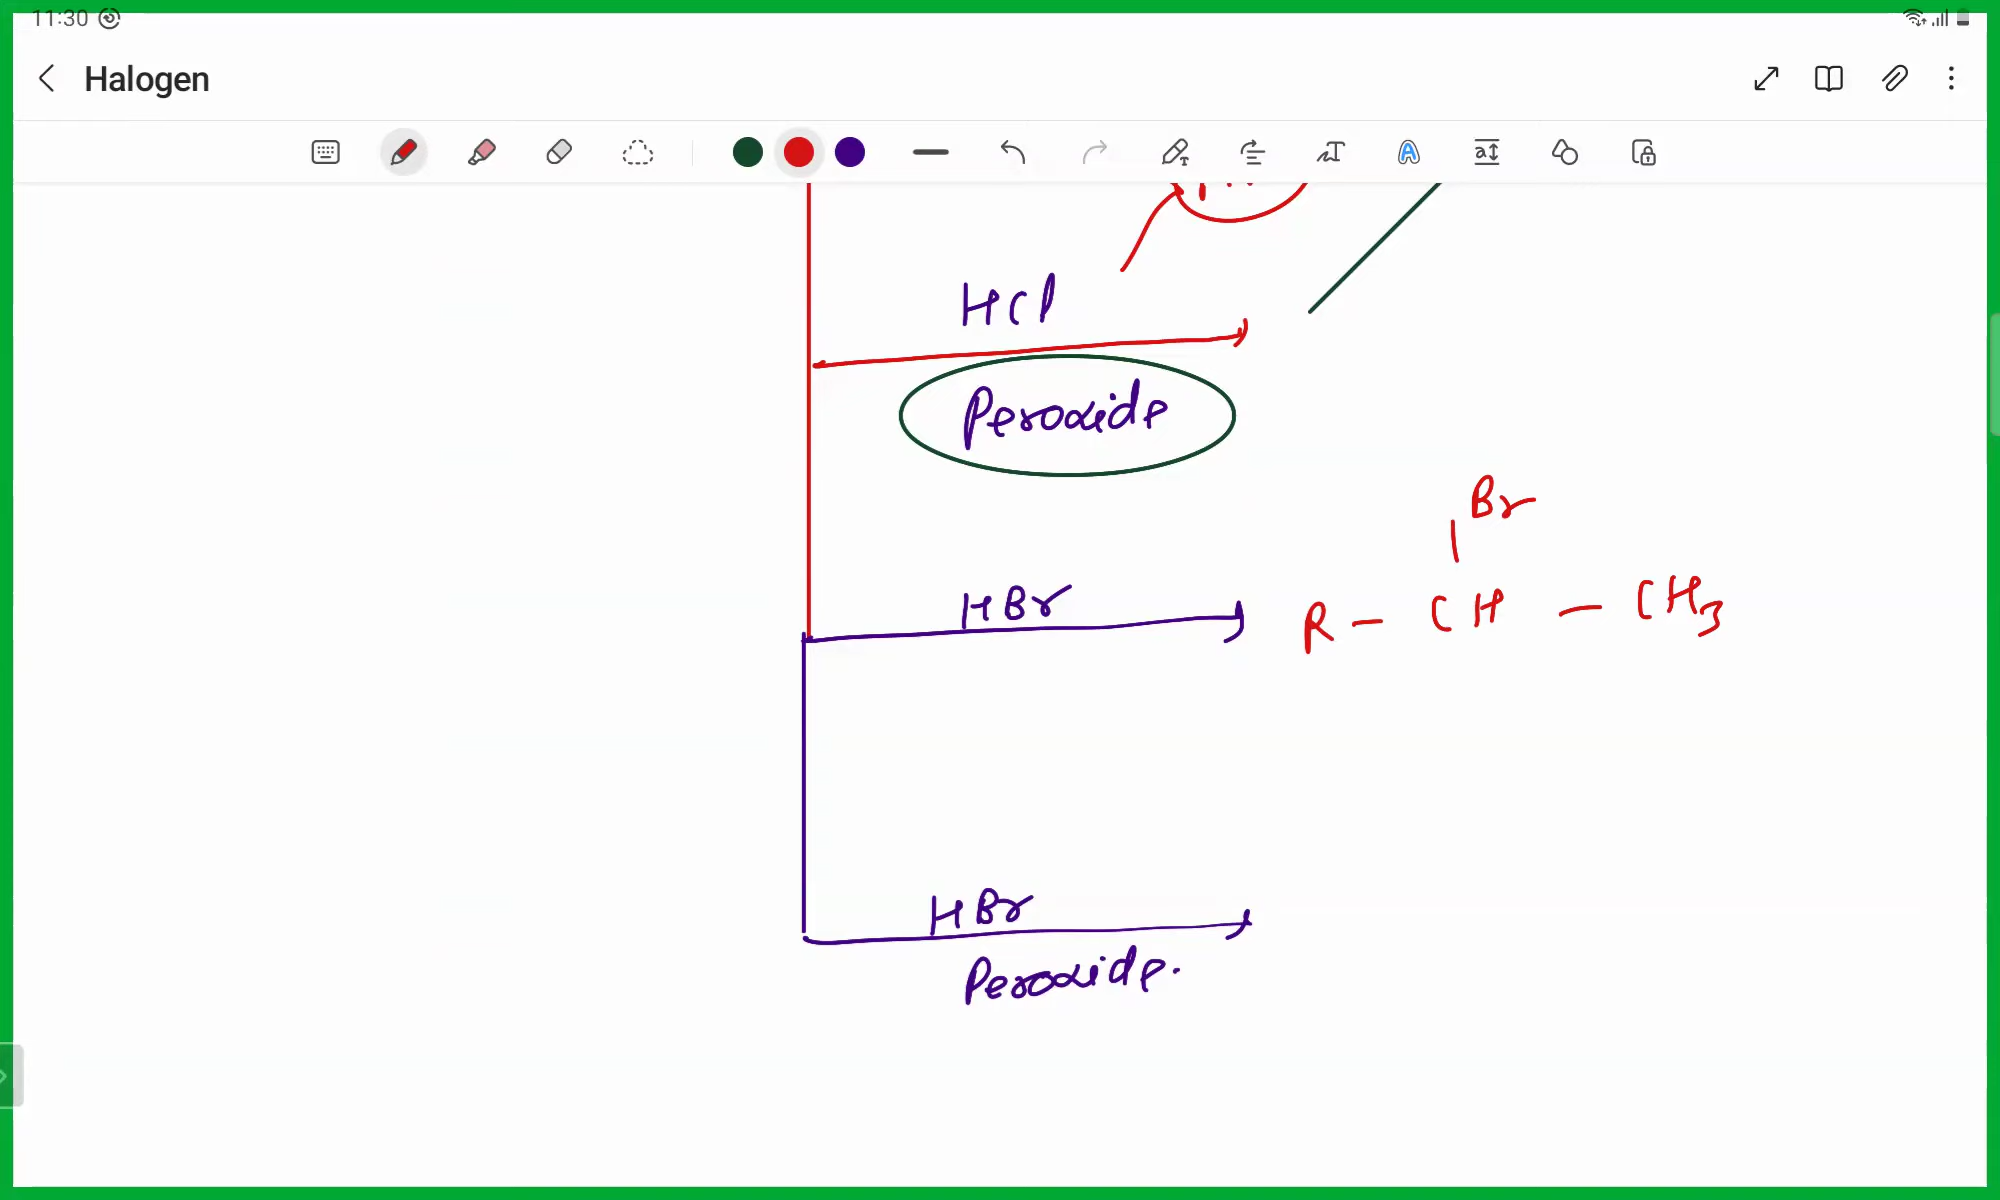 11:30
Halogen
HCl
Peroxide
Br
HBr
R - CH - CH3
HBr
Peroxide.